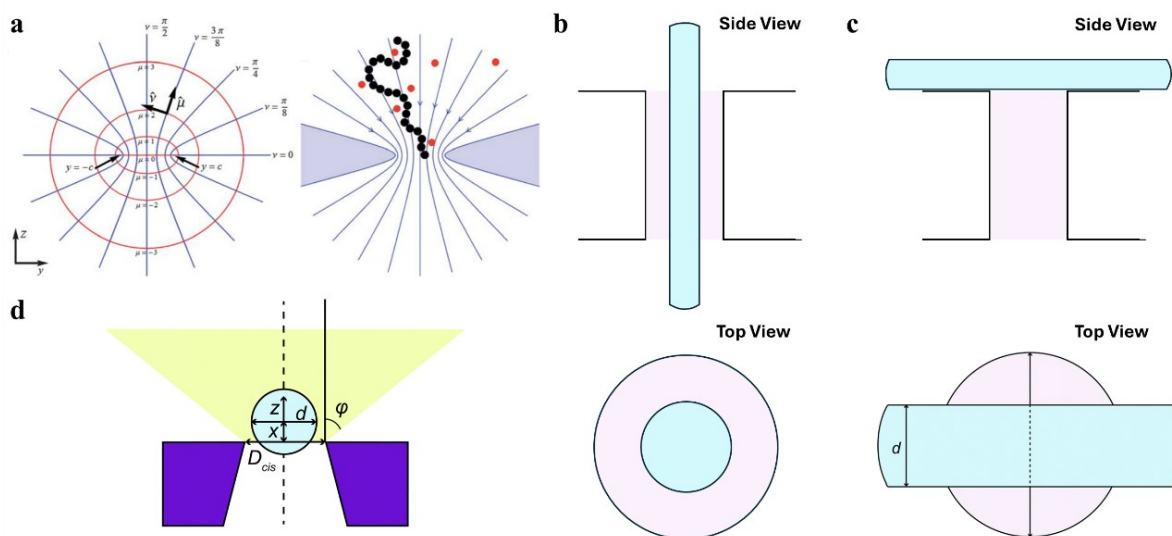 a
ν = π/2
ν = 3π/8
ν = π/4
ν = π/8
ν = 0
μ = 3
μ = 2
μ = 1
μ = 0
μ = −1
μ = −2
μ = −3
ν̂
μ̂
y = −c
y = c
z
y
b
Side View
Top View
c
Side View
Top View
d
d
z
d
x
φ
D_cis